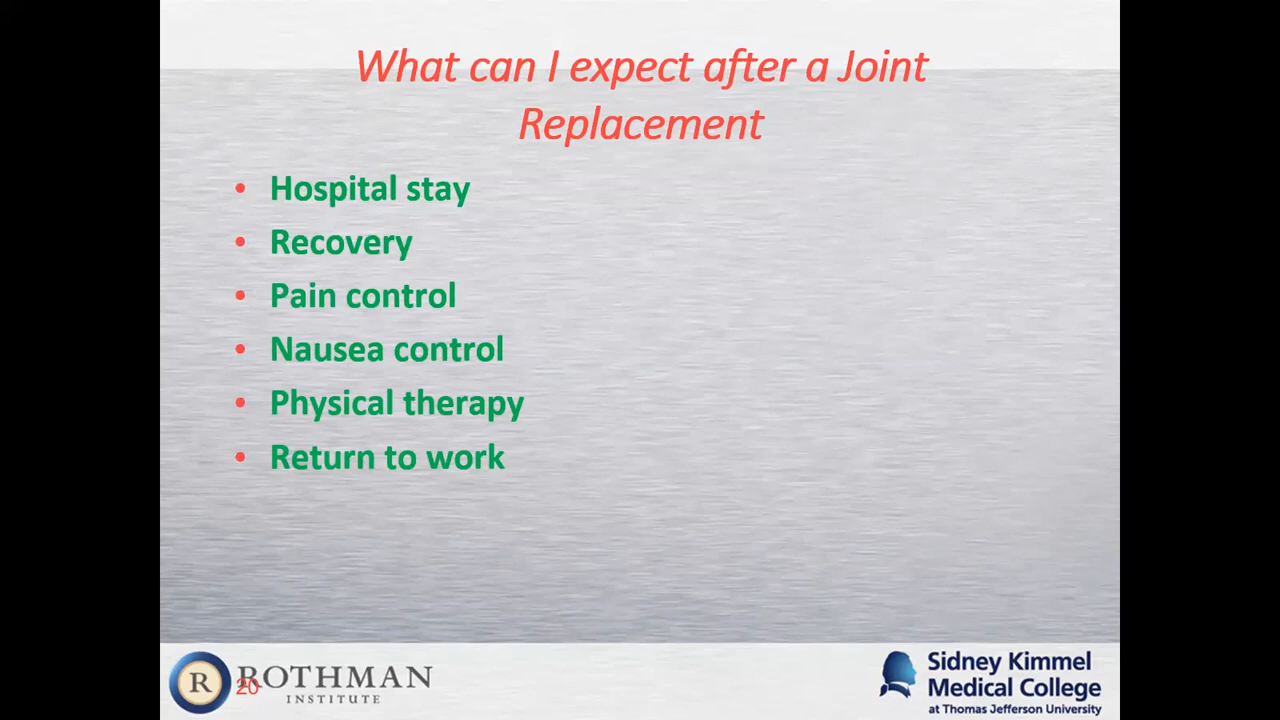 What can I expect after a Joint
Replacement
• Hospital stay
• Recovery
• Pain control
• Nausea control
• Physical therapy
• Return to work
R
20
ROTHMAN
INSTITUTE
Sidney Kimmel
Medical College
at Thomas Jefferson University